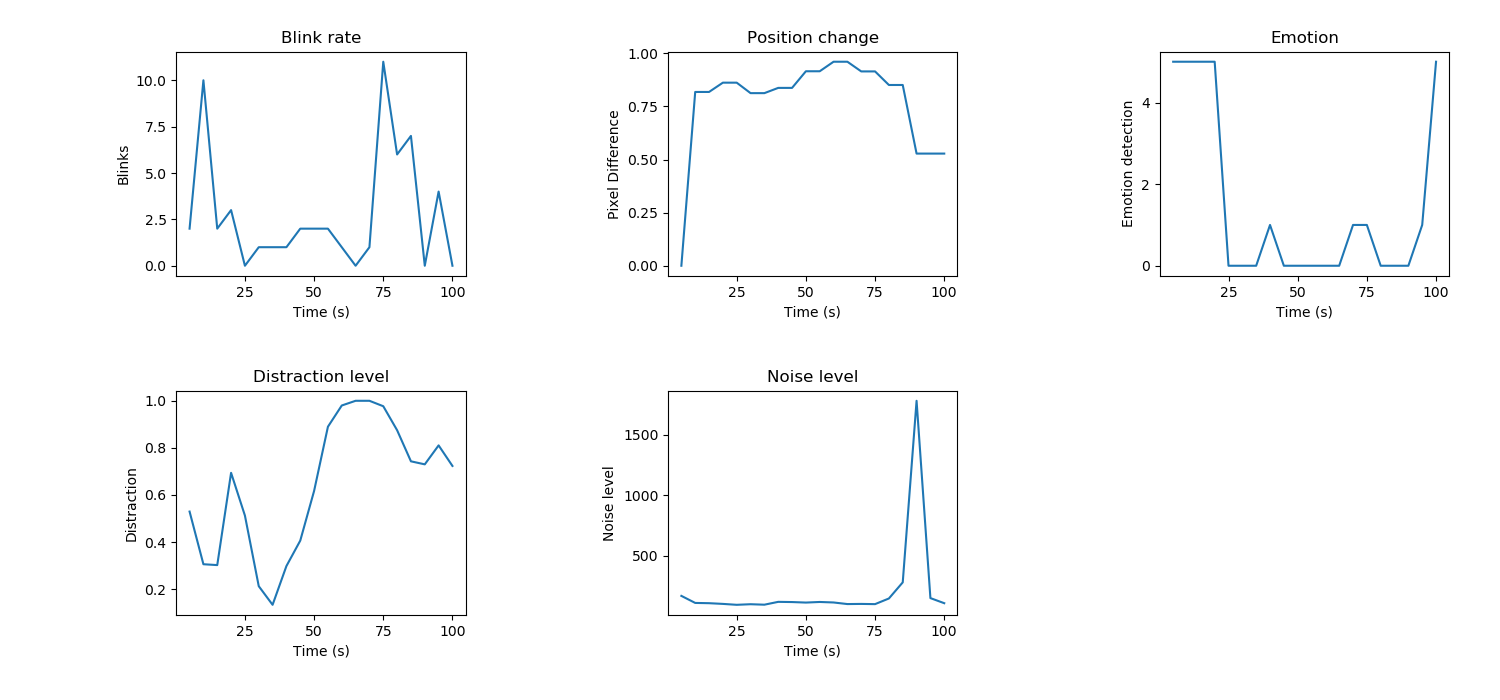 Blink rate
Blinks
10.0
7.5
5.0
2.5
0.0
25 50 75 100
Time (s)
Position change
Pixel Difference
1.00
0.75
0.50
0.25
0.00
25 50 75 100
Time (s)
Emotion
Emotion detection
4
2
0
25 50 75 100
Time (s)
Distraction level
Distraction
1.0
0.8
0.6
0.4
0.2
25 50 75 100
Time (s)
Noise level
Noise level
1500
1000
500
25 50 75 100
Time (s)